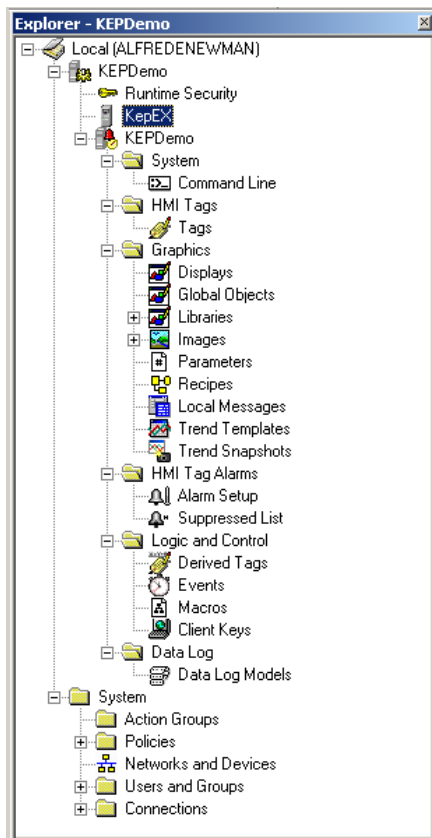 Explorer - KEPDemo
Local (ALFREDENEWMAN)
KEPDemo
Runtime Security
KepEX
KEPDemo
System
Command Line
HMI Tags
Tags
Graphics
Displays
Global Objects
Libraries
Images
Parameters
Recipes
Local Messages
Trend Templates
Trend Snapshots
HMI Tag Alarms
Alarm Setup
Suppressed List
Logic and Control
Derived Tags
Events
Macros
Client Keys
Data Log
Data Log Models
System
Action Groups
Policies
Networks and Devices
Users and Groups
Connections